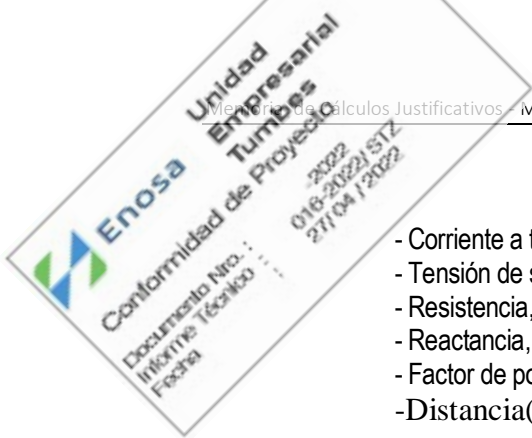 Enosa
Unidad
Empresarial
Tumbes
Conformidad de Proyecto
Documento Nro. : -2022
Informe Técnico : 016-2022/ STZ
Fecha : 27/ 04 / 2022
Memoria de Cálculos Justificativos - M
- Corriente a
- Tensión de
- Resistencia,
- Reactancia,
- Factor de
-Distancia(